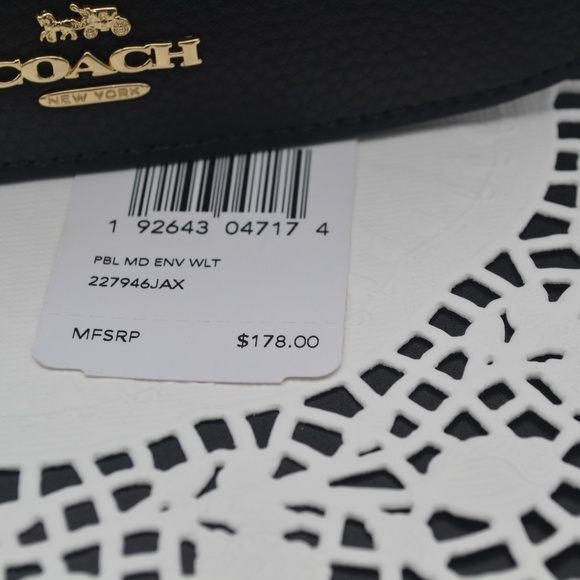 COACH
NEW YORK
1 92643 04717 4
PBL MD ENV WLT
227946JAX
MFSRP $178.00